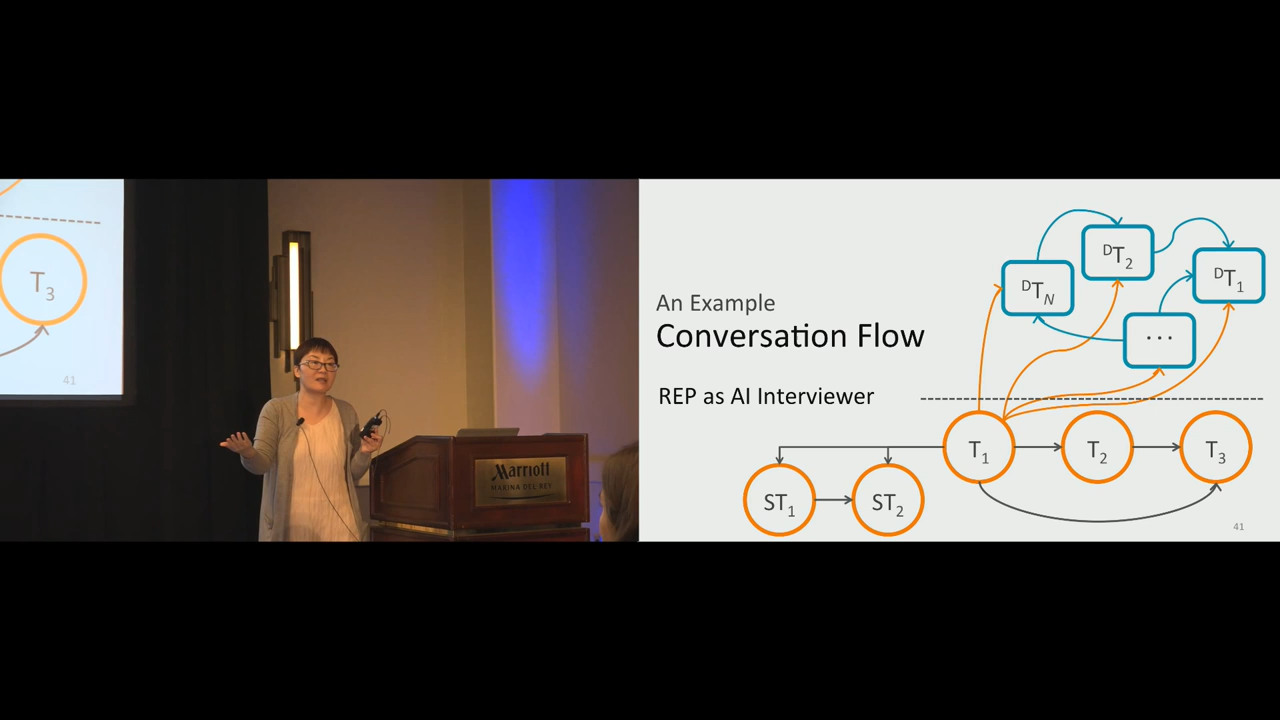 T3
41
Marriott
MARINA DEL REY
An Example
Conversation Flow
REP as AI Interviewer
DTN
DT2
DT1
...
T1
T2
T3
ST1
ST2
41